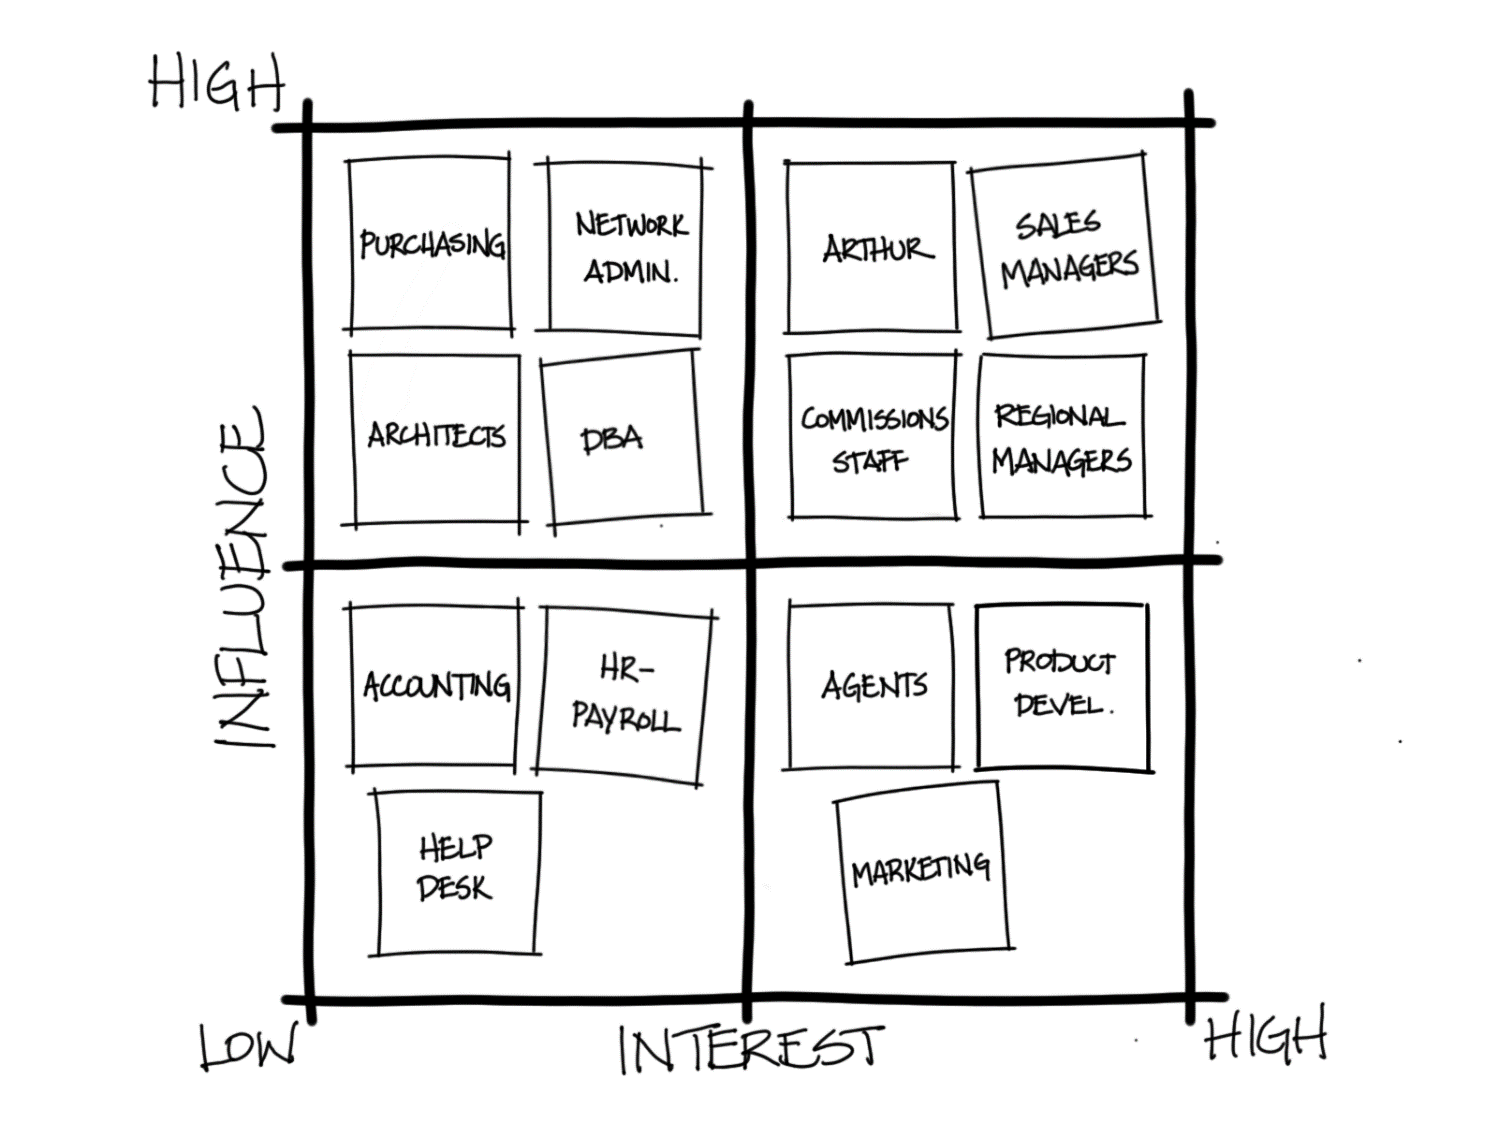 HIGH
PURCHASING
NETWORK
ADMIN.
ARTHUR
SALES
MANAGERS
ARCHITECTS
DBA
COMMISSIONS
STAFF
REGIONAL
MANAGERS
INFLUENCE
ACCOUNTING
HR-
PAYROLL
AGENTS
PRODUCT
DEVEL.
HELP
DESK
MARKETING
LOW
INTEREST
HIGH